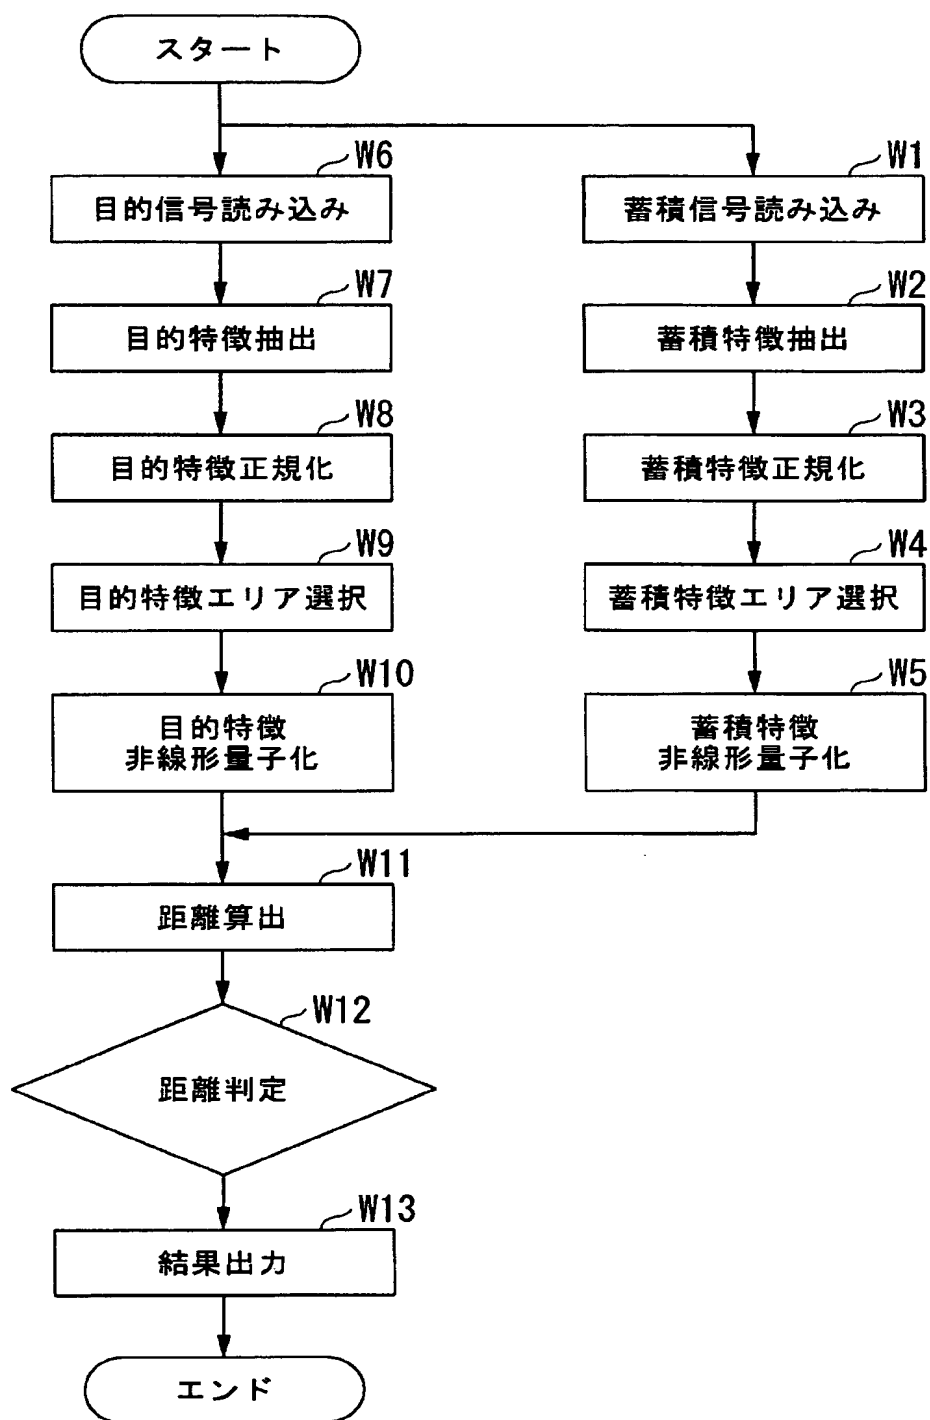 スタート
W6
目的信号読み込み
W1
蓄積信号読み込み
W7
目的特徴抽出
W2
蓄積特徴抽出
W8
目的特徴正規化
W3
蓄積特徴正規化
W9
目的特徴エリア選択
W4
蓄積特徴エリア選択
W10
目的特徴
非線形量子化
W5
蓄積特徴
非線形量子化
W11
距離算出
W12
距離判定
W13
結果出力
エンド